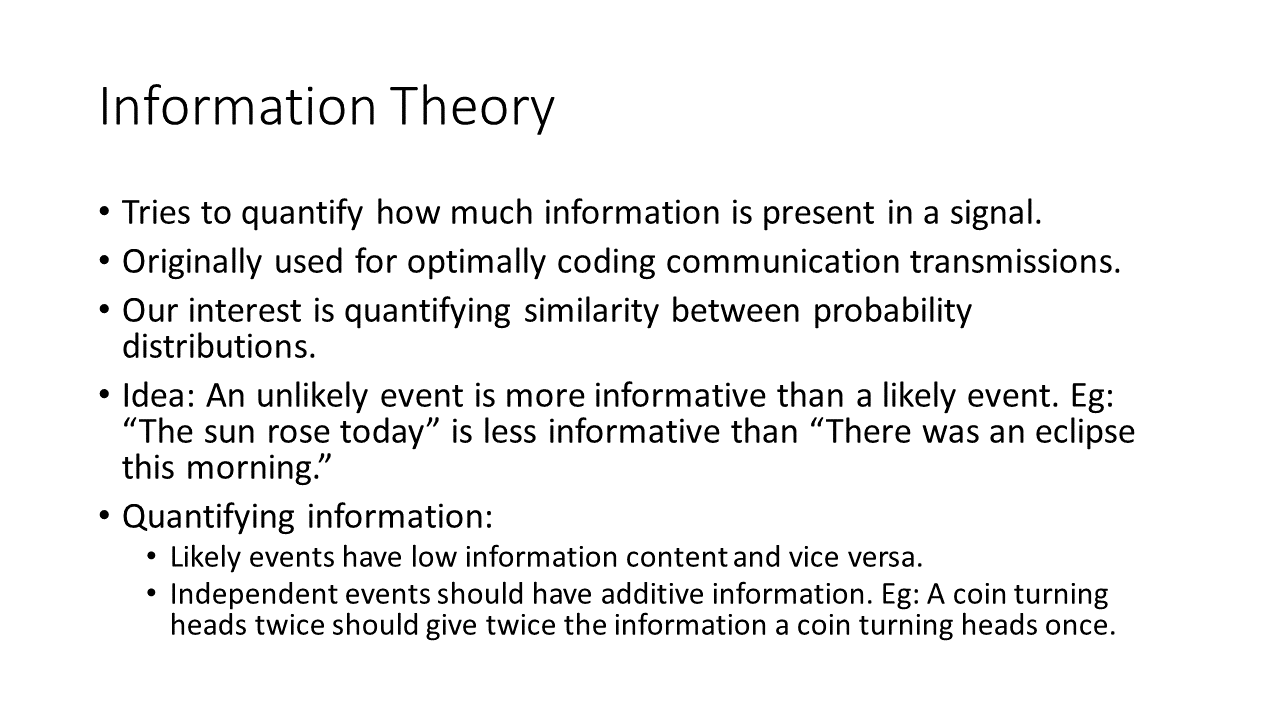 Information Theory
• Tries to quantify how much information is present in a signal.
• Originally used for optimally coding communication transmissions.
• Our interest is quantifying similarity between probability
distributions.
• Idea: An unlikely event is more informative than a likely event. Eg:
“The sun rose today” is less informative than “There was an eclipse
this morning.”
• Quantifying information:
• Likely events have low information content and vice versa.
• Independent events should have additive information. Eg: A coin turning
heads twice should give twice the information a coin turning heads once.